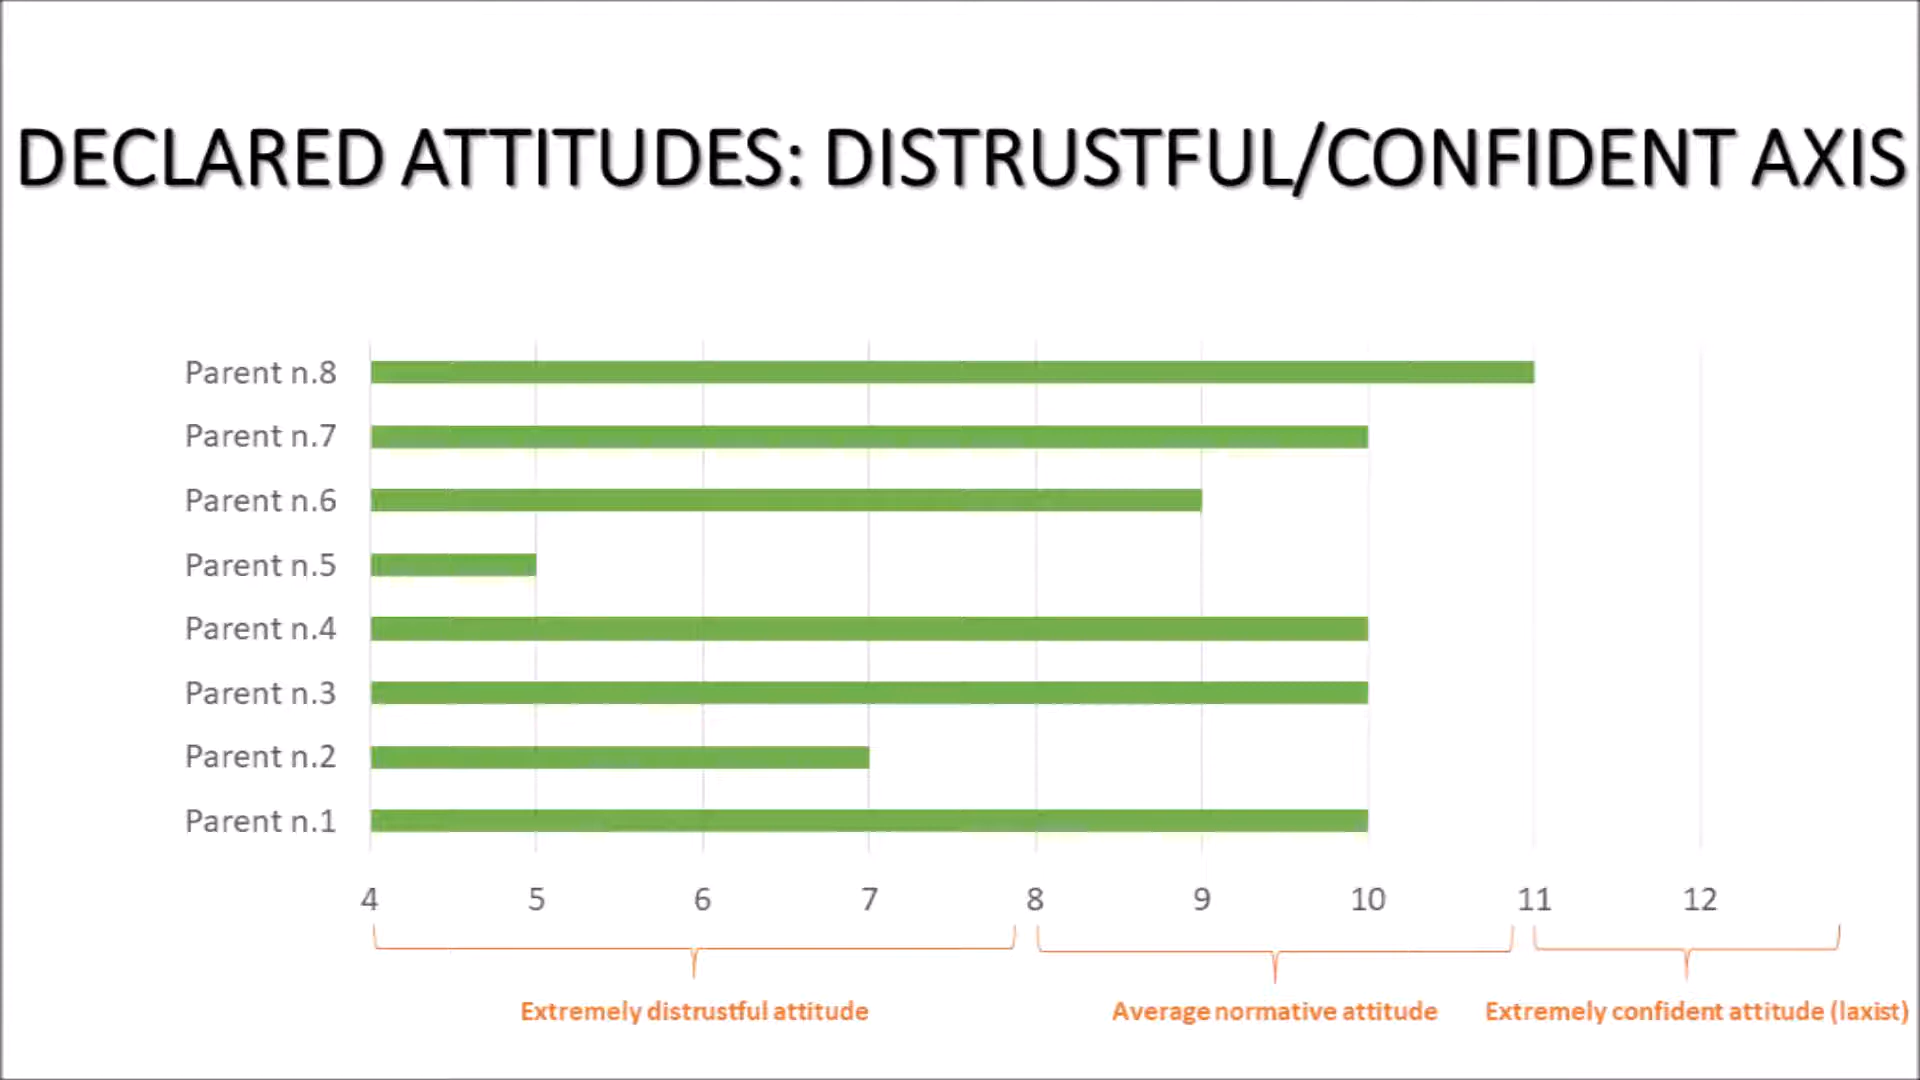 DECLARED ATTITUDES: DISTRUSTFUL/CONFIDENT AXIS
Parent n.8
Parent n.7
Parent n.6
Parent n.5
Parent n.4
Parent n.3
Parent n.2
Parent n.1
4 5 6 7 8 9 10 11 12
Extremely distrustful attitude
Average normative attitude
Extremely confident attitude (laxist)